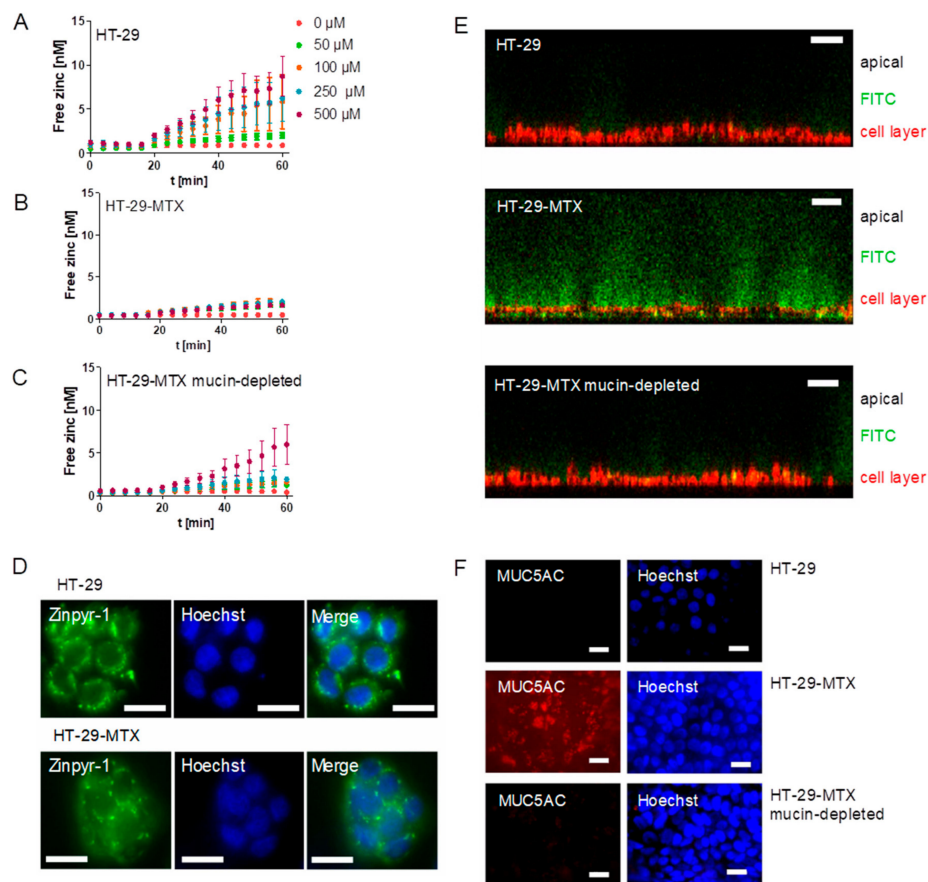 A
HT-29
Free zinc [nM]
15
10
5
0
0 20 40 60
t [min]
0 µM
50 µM
100 µM
250 µM
500 µM
B
HT-29-MTX
Free zinc [nM]
15
10
5
0
0 20 40 60
C
HT-29-MTX mucin-depleted
Free zinc [nM]
15
10
5
0
0 20 40 60
t [min]
D
HT-29
Zinpyr-1 Hoechst Merge
HT-29-MTX
Zinpyr-1 Hoechst Merge
E
HT-29
apical
FITC
cell layer
HT-29-MTX
apical
FITC
cell layer
HT-29-MTX mucin-depleted
apical
FITC
cell layer
F
MUC5AC Hoechst HT-29
MUC5AC Hoechst HT-29-MTX
MUC5AC Hoechst HT-29-MTX
mucin-depleted